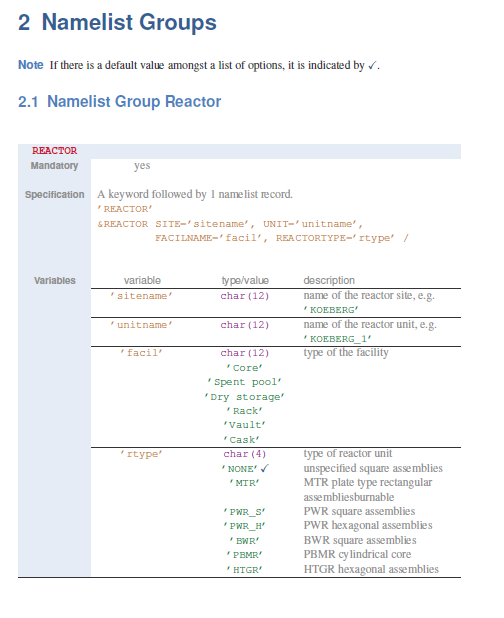 2 Namelist Groups
Note If there is a default value amongst a list of options, it is indicated by ✓.
2.1 Namelist Group Reactor
REACTOR
Mandatory yes
Specification A keyword followed by 1 namelist record.
'REACTOR'
&REACTOR SITE='sitename', UNIT='unitname',
FACILNAME='facil', REACTORTYPE='rtype' /
Variables variable type/value description
'sitename' char(12) name of the reactor site, e.g.
'KOEBERG'
'unitname' char(12) name of the reactor unit, e.g.
'KOEBERG_1'
'facil' char(12) type of the facility
'Core'
'Spent pool'
'Dry storage'
'Rack'
'Vault'
'Cask'
'rtype' char(4) type of reactor unit
'NONE' ✓ unspecified square assemblies
'MTR' MTR plate type rectangular
assembliesburnable
'PWR_S' PWR square assemblies
'PWR_H' PWR hexagonal assemblies
'BWR' BWR square assemblies
'PBMR' PBMR cylindrical core
'HTGR' HTGR hexagonal assemblies